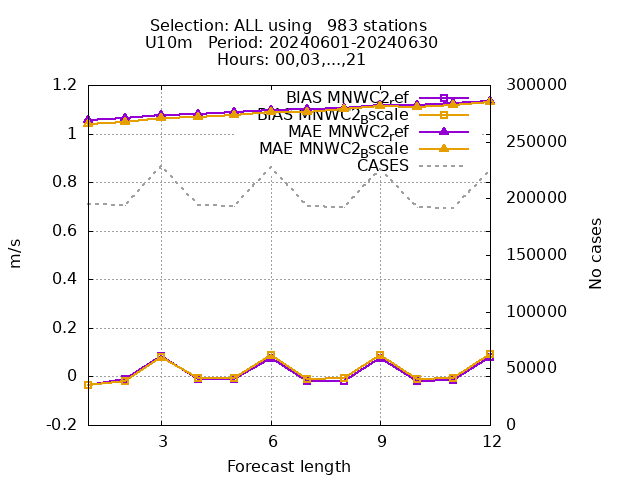 Selection: ALL using   983 stations
U10m   Period: 20240601-20240630
Hours: 00,03,...,21
BIAS MNWC2_ref
BIAS MNWC2_Bscale
MAE MNWC2_ref
MAE MNWC2_Bscale
CASES
1.2
1
0.8
0.6
0.4
0.2
0
-0.2
m/s
300000
250000
200000
150000
100000
50000
0
No cases
3
6
9
12
Forecast length